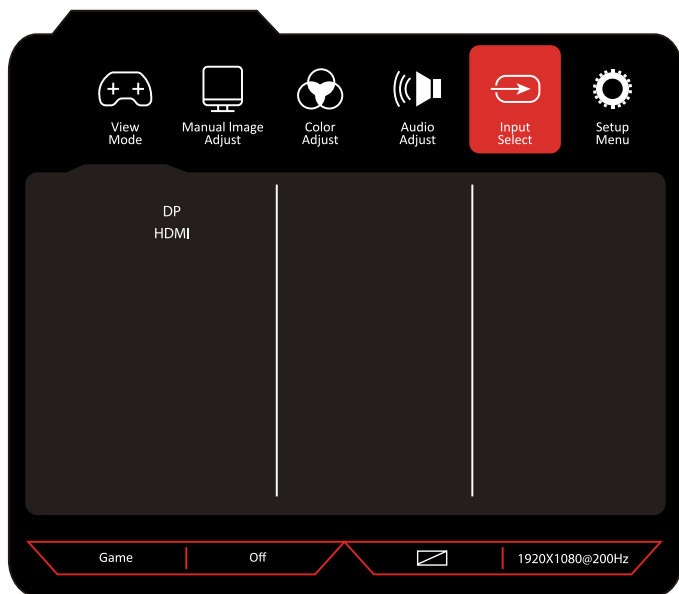 View
Mode
Manual Image
Adjust
Color
Adjust
Audio
Adjust
Input
Select
Setup
Menu
DP
HDMI
Game
Off
1920X1080@200Hz